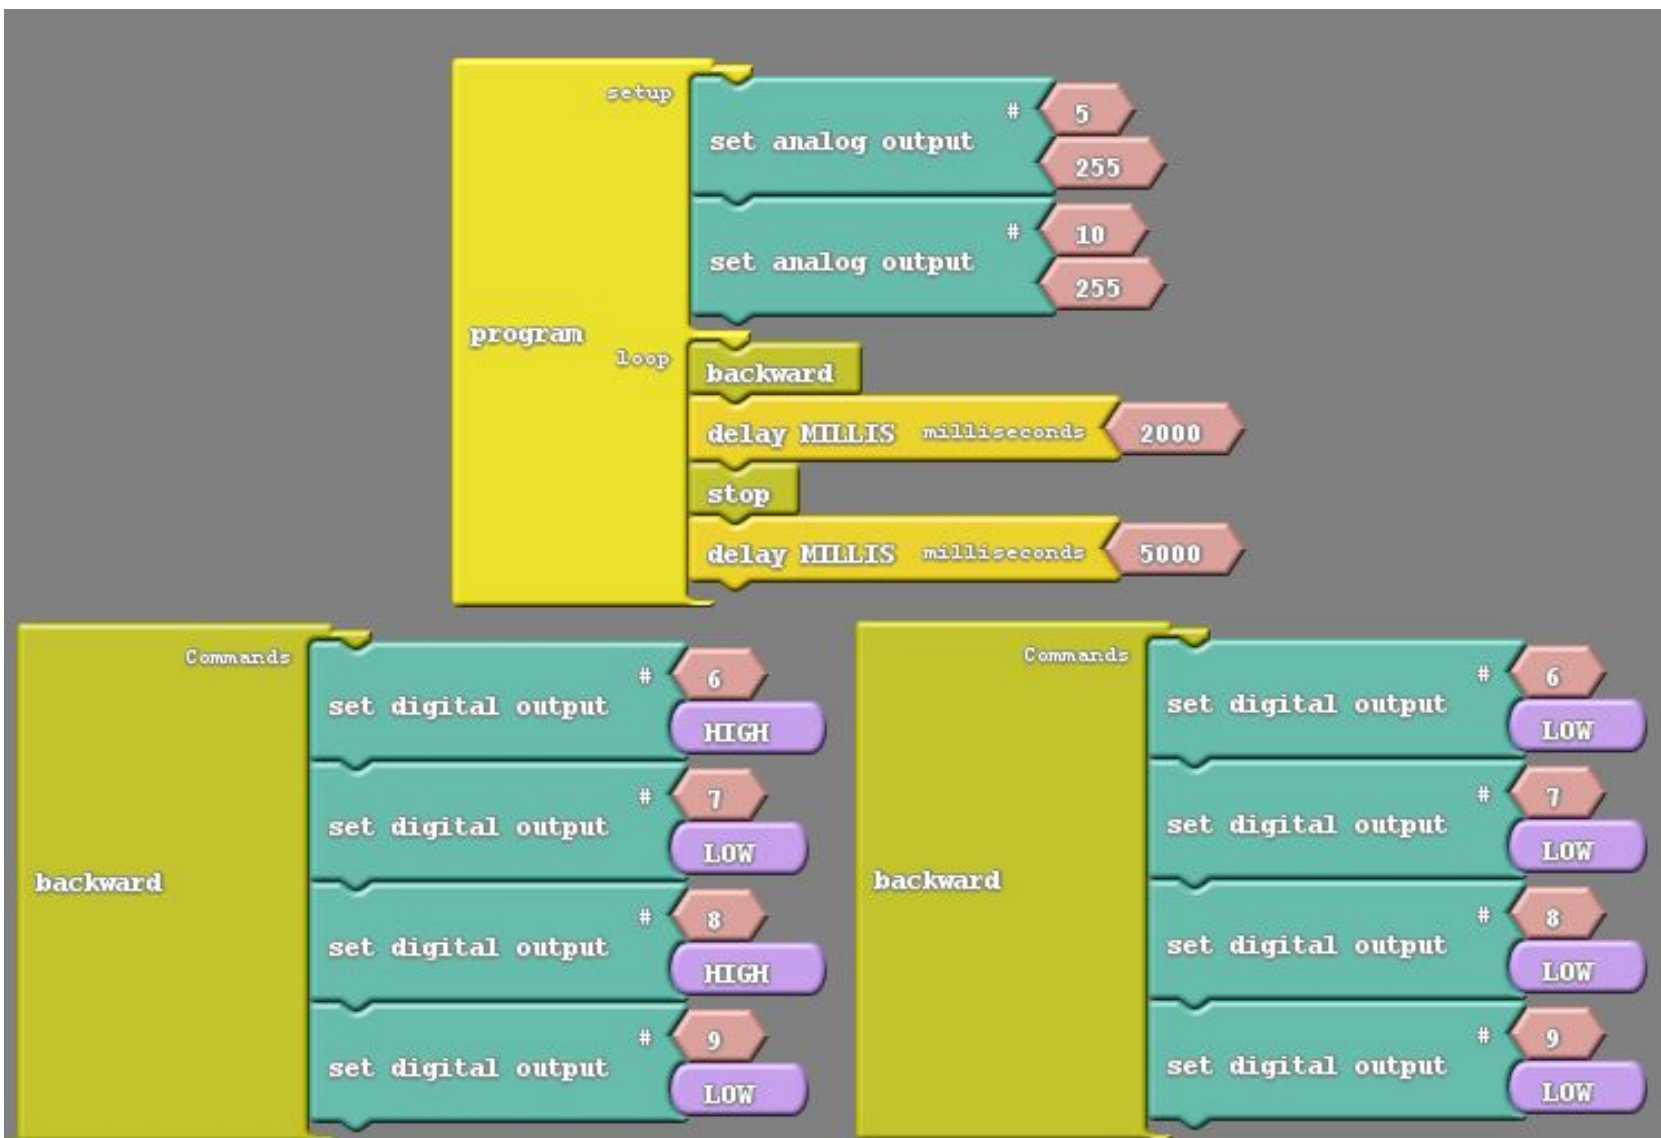 setup
set analog output # 5
255
set analog output # 10
255
program
loop
backward
delay MILLIS milliseconds 2000
stop
delay MILLIS milliseconds 5000
Commands
set digital output # 6
HIGH
set digital output # 7
LOW
backward
set digital output # 8
HIGH
set digital output # 9
LOW
Commands
set digital output # 6
LOW
set digital output # 7
LOW
backward
set digital output # 8
LOW
set digital output # 9
LOW